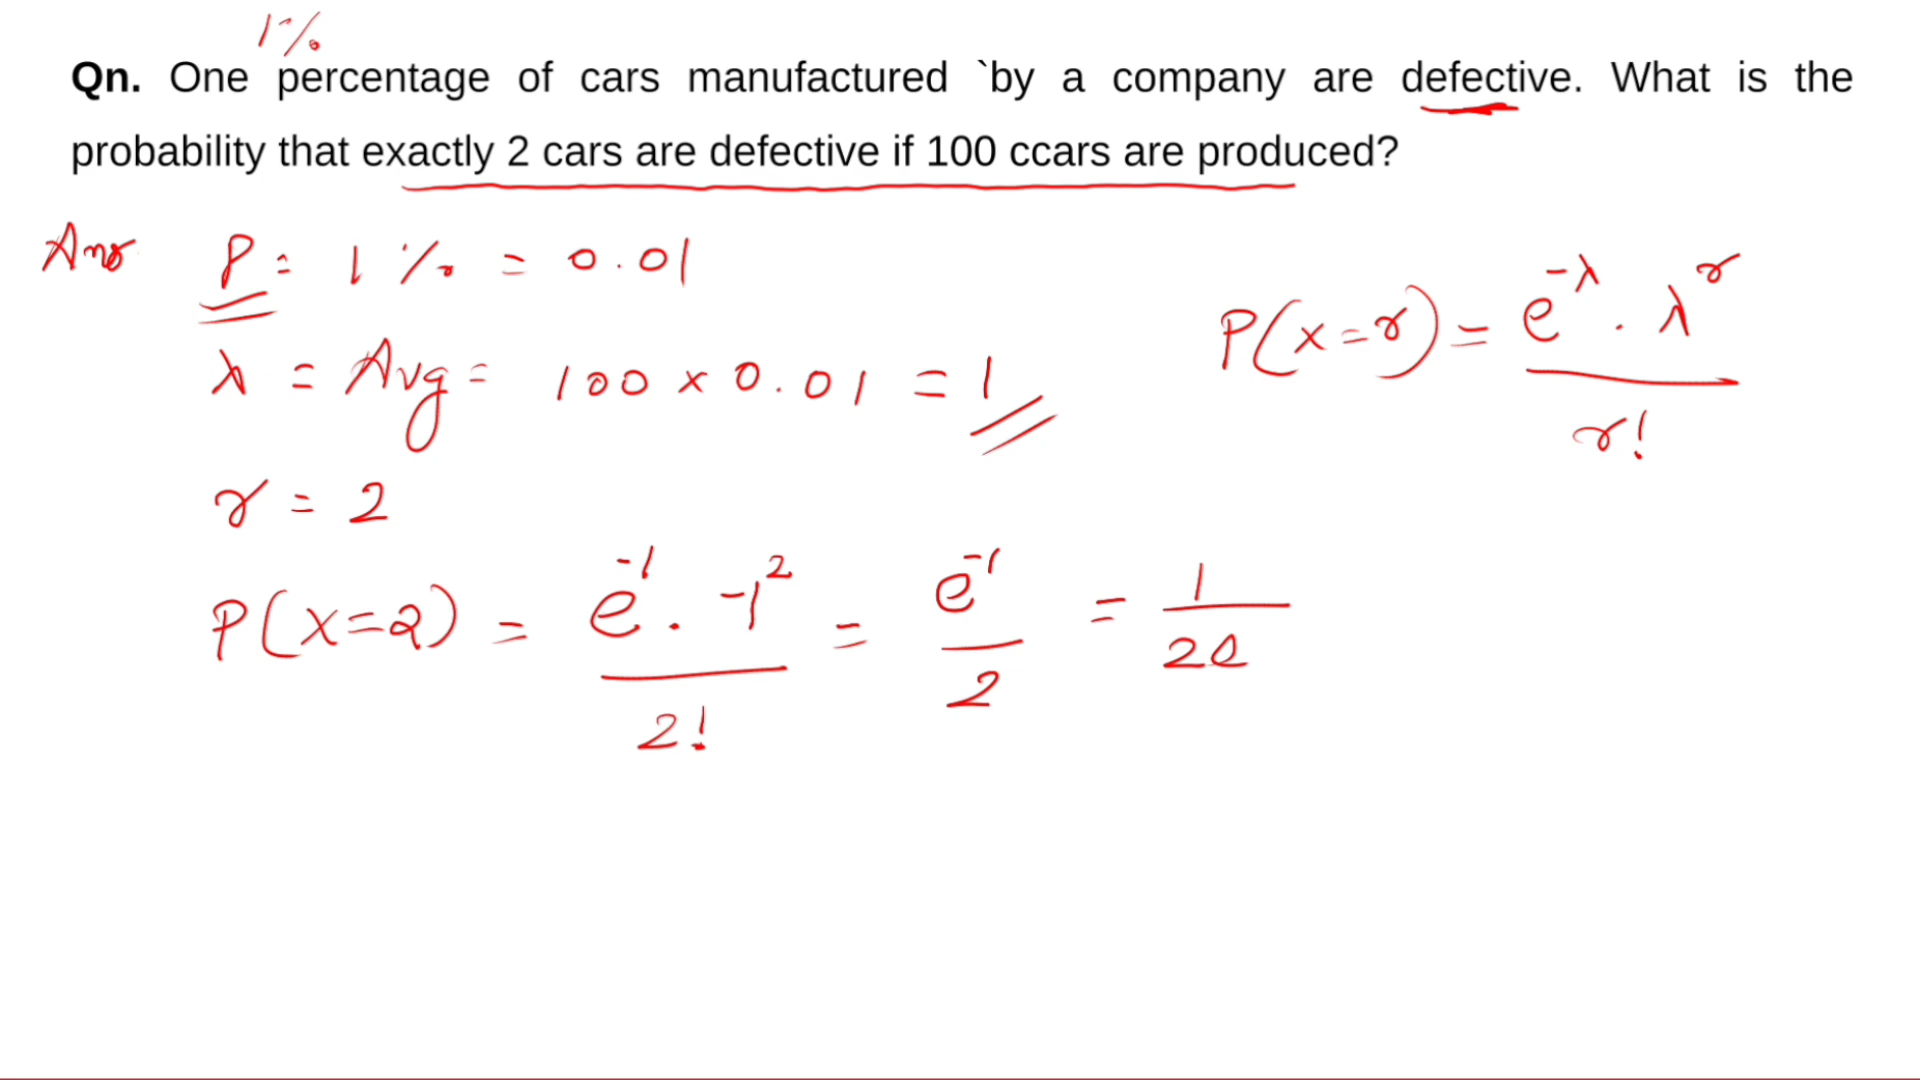 1%
Qn. One percentage of cars manufactured `by a company are defective. What is the
probability that exactly 2 cars are defective if 100 ccars are produced?
Ans P = 1% = 0.01
P(x=r) = e^-λ . λ^r / r!
λ = Avg = 100 x 0.01 = 1
r = 2
P(x=2) = e^-1 . -1^2 / 2! = e^-1 / 2 = 1 / 2e